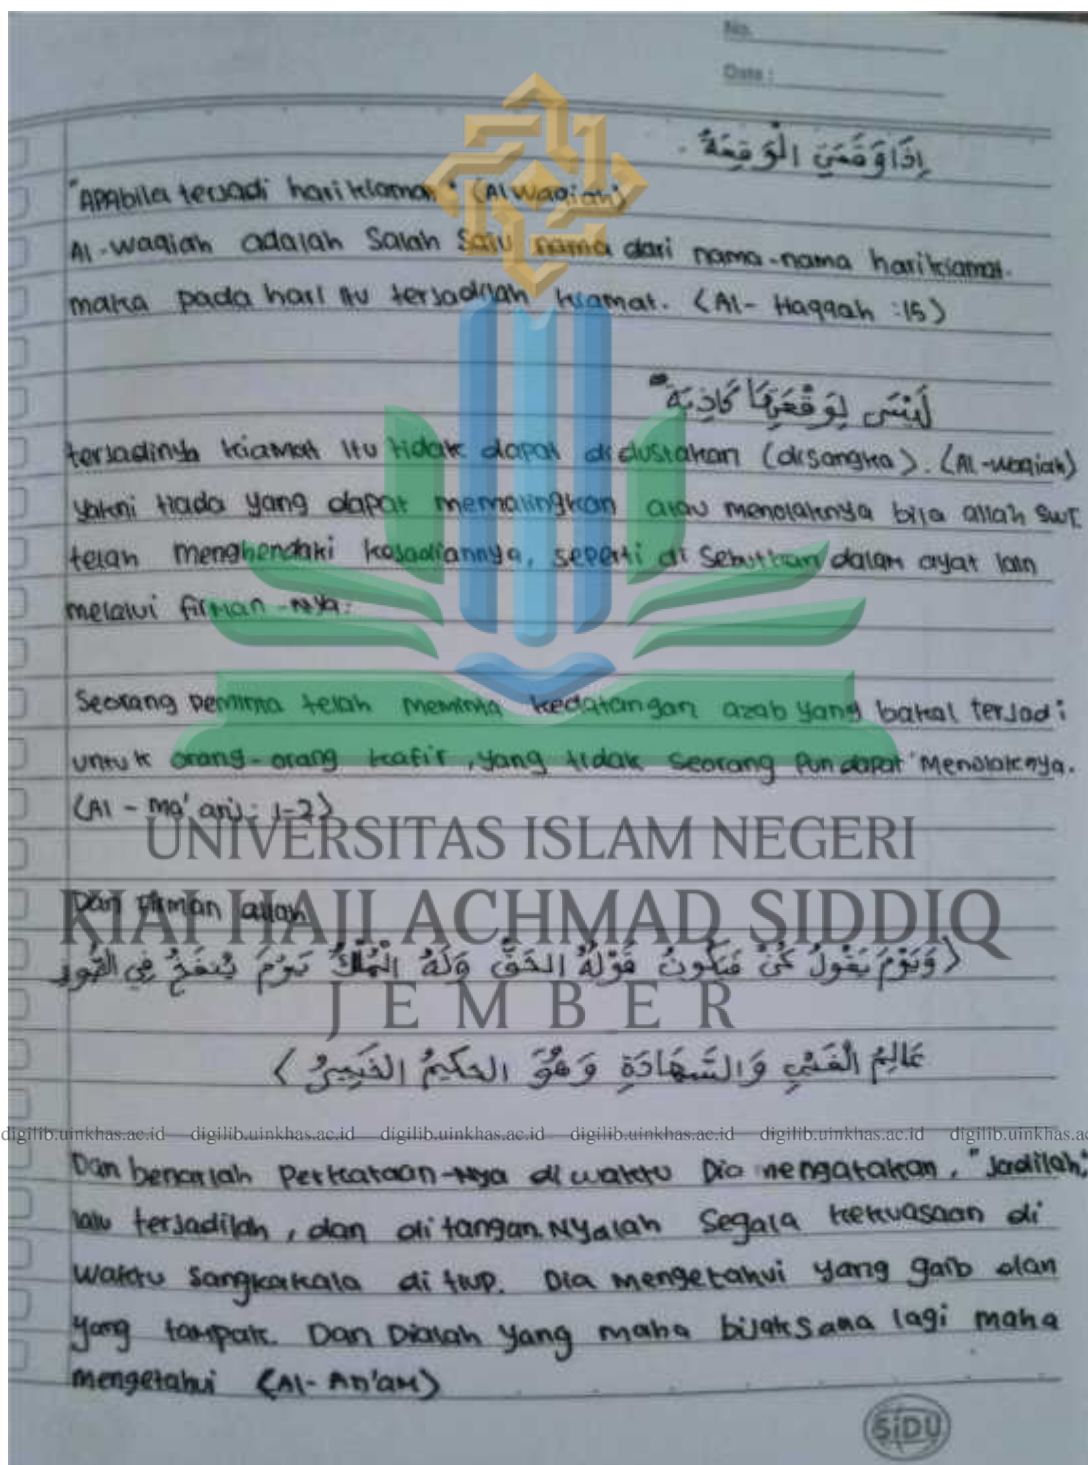 No.
Date :
إِذَا وَقَعَتِ الْوَقِعَةُ .
"Apabila terjadi hari kiamat" (Al waqiah)
Al-waqiah adalah Salah Satu nama dari nama-nama hari kiamat.
maka pada hari itu terjadilah kiamat. (Al- Haqqah :15)
لَيْسَ لِوَقْعَتِهَا كَاذِبَةٌ
terjadinya kiamat itu tidak dapat didustakan (disangka). (Al-waqiah)
yakni tiada yang dapat memalingkan atau menolaknya bila allah swt.
telah menghendaki kejadiannya, seperti di sebutkan dalam ayat lain
melalui firman-Nya:
Seorang peminta telah meminta kedatangan azab yang bakal terjadi
untuk orang-orang kafir, yang tidak seorang pun dapat menolaknya.
(Al - ma'arij: 1-2)
UNIVERSITAS ISLAM NEGERI
Dan firman allah
KIAI HAJI ACHMAD SIDDIQ
(وَيَوْمَ يَقُولُ كُنْ فَيَكُونُ قَوْلُهُ الحَقُّ وَلَهُ الْمُلْكُ يَوْمَ يُنْفَخُ فِي الصُّورِ
JEMBER
عَالِمُ الْغَيْبِ وَالشَّهَادَةِ وَهُوَ الحَكِيمُ الخَبِيرُ )
digilib.uinkhas.ac.id digilib.uinkhas.ac.id digilib.uinkhas.ac.id digilib.uinkhas.ac.id digilib.uinkhas.ac.id digilib.uinkhas.ac
Dan benarlah Perkataan-Nya di waktu Dia mengatakan, "Jadilah,"
lalu terjadilah, dan di tangan.Nyalah segala kekuasaan di
waktu sangkakala di tiup. Dia mengetahui yang gaib dan
yang tampak. Dan Dialah yang maha bijaksana lagi maha
mengetahui (Al- An'am)
SiDU